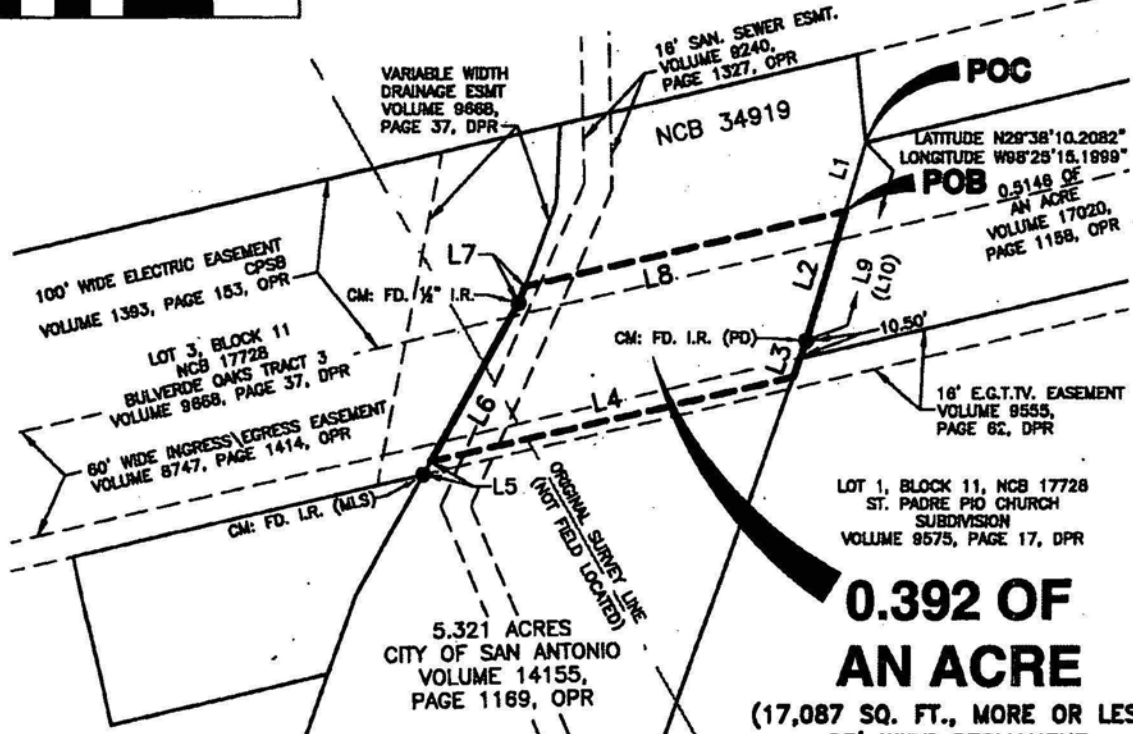 16' SAN. SEWER ESMT.
VOLUME 9240,
PAGE 1327, OPR
VARIABLE WIDTH
DRAINAGE ESMT
VOLUME 9668,
PAGE 37, DPR
POC
NCB 34919
LATITUDE N29°38'10.2082"
LONGITUDE W98°25'15.1999"
L1
POB
0.5146 OF
AN ACRE
VOLUME 17020,
PAGE 1158, OPR
100' WIDE ELECTRIC EASEMENT
CPSB
VOLUME 1393, PAGE 153, OPR
L7
L8
L2
L9
(L10)
CM: FD. ½" I.R.
CM: FD. I.R. (PD)
10.50'
LOT 3, BLOCK 11
NCB 17728
BULVERDE OAKS TRACT 3
VOLUME 9668, PAGE 37, DPR
L3
L6
L4
16' E.G.T.TV. EASEMENT
VOLUME 9555,
PAGE 62, DPR
60' WIDE INGRESS\EGRESS EASEMENT
VOLUME 8747, PAGE 1414, OPR
L5
CM: FD. I.R. (MLS)
ORIGINAL SURVEY LINE
(NOT FIELD LOCATED)
LOT 1, BLOCK 11, NCB 17728
ST. PADRE PIO CHURCH
SUBDIVISION
VOLUME 9575, PAGE 17, DPR
5.321 ACRES
CITY OF SAN ANTONIO
VOLUME 14155,
PAGE 1169, OPR
0.392 OF
AN ACRE
(17,087 SQ. FT., MORE OR LES